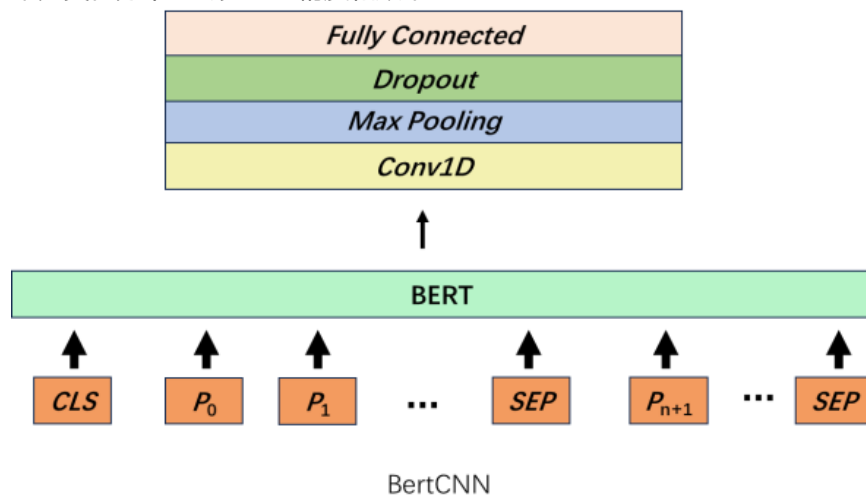 Fully Connected
Dropout
Max Pooling
Conv1D
BERT
CLS P₀ P₁ ... SEP Pₙ₊₁ ... SEP
BertCNN